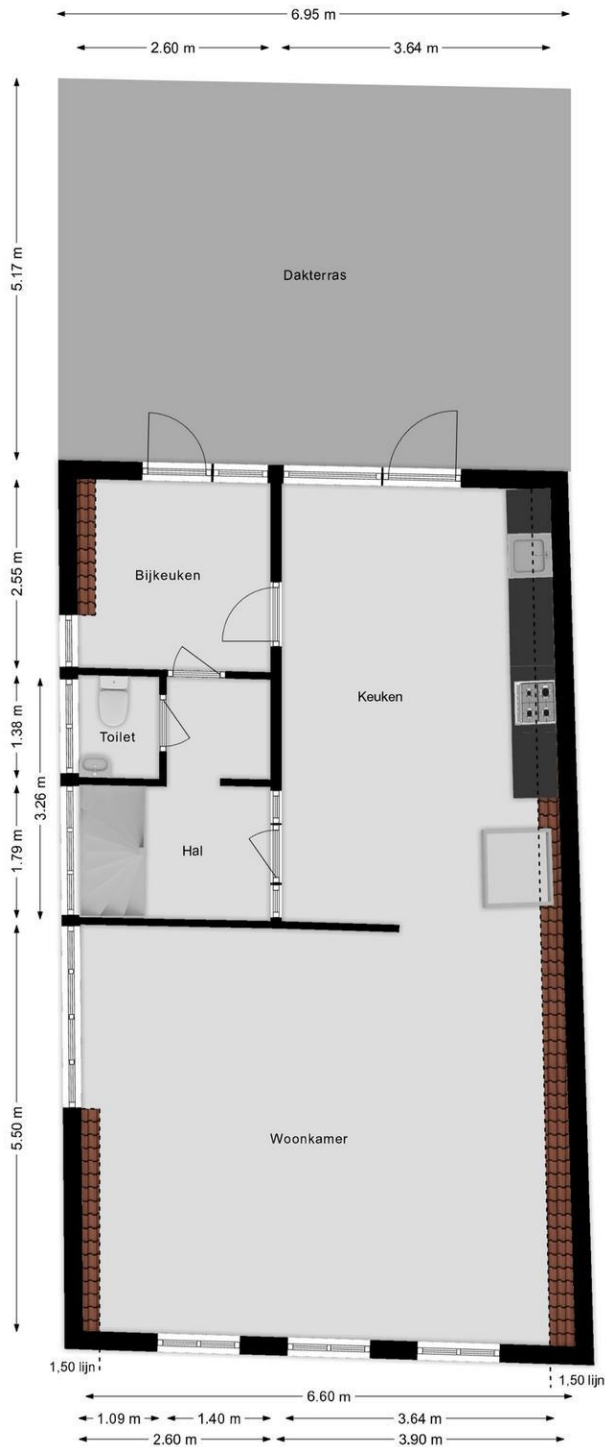 6.95 m
2.60 m
3.64 m
5.17 m
Dakterras
2.55 m
Bijkeuken
Keuken
1.38 m
Toilet
3.26 m
1.79 m
Hal
5.50 m
Woonkamer
1,50 lijn
1,50 lijn
6.60 m
1.09 m
1.40 m
3.64 m
2.60 m
3.90 m